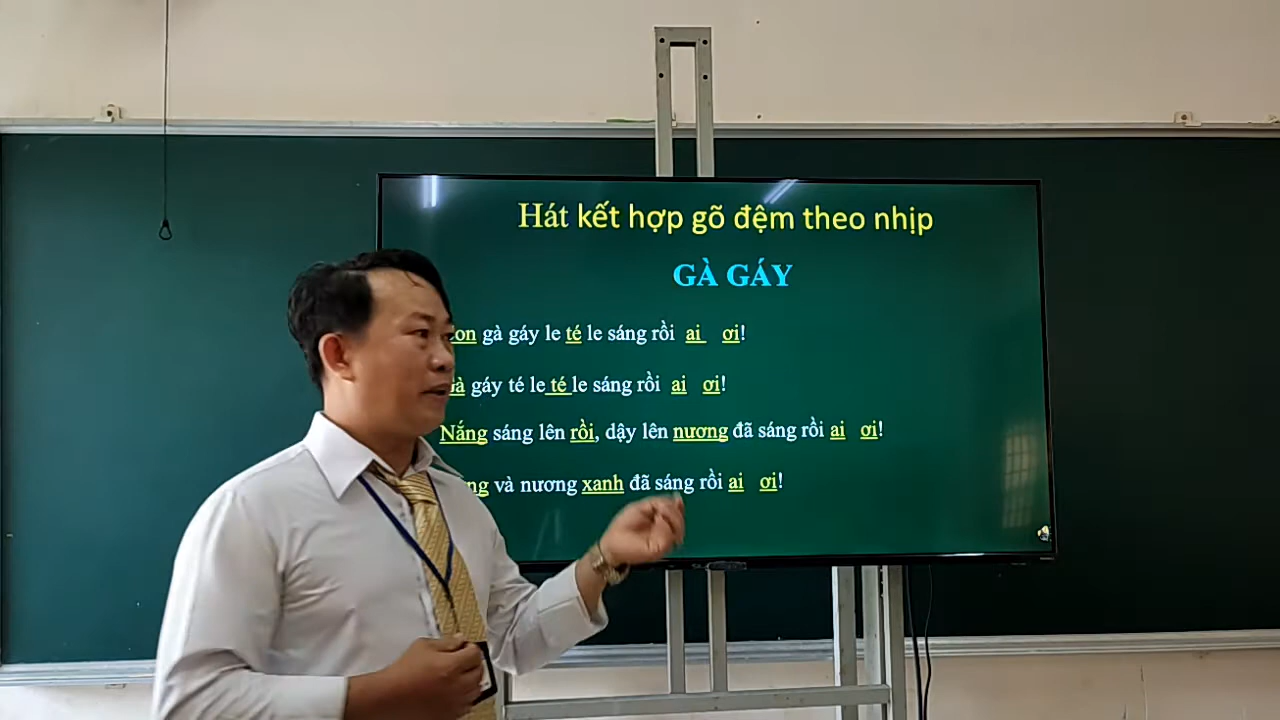 Hát kết hợp gõ đệm theo nhịp
GÀ GÁY
gà gáy le té le sáng rồi ai ơi!
gáy té le té le sáng rồi ai ơi!
Nắng sáng lên rồi, dậy lên nương đã sáng rồi ai ơi!
và nương xanh đã sáng rồi ai ơi!